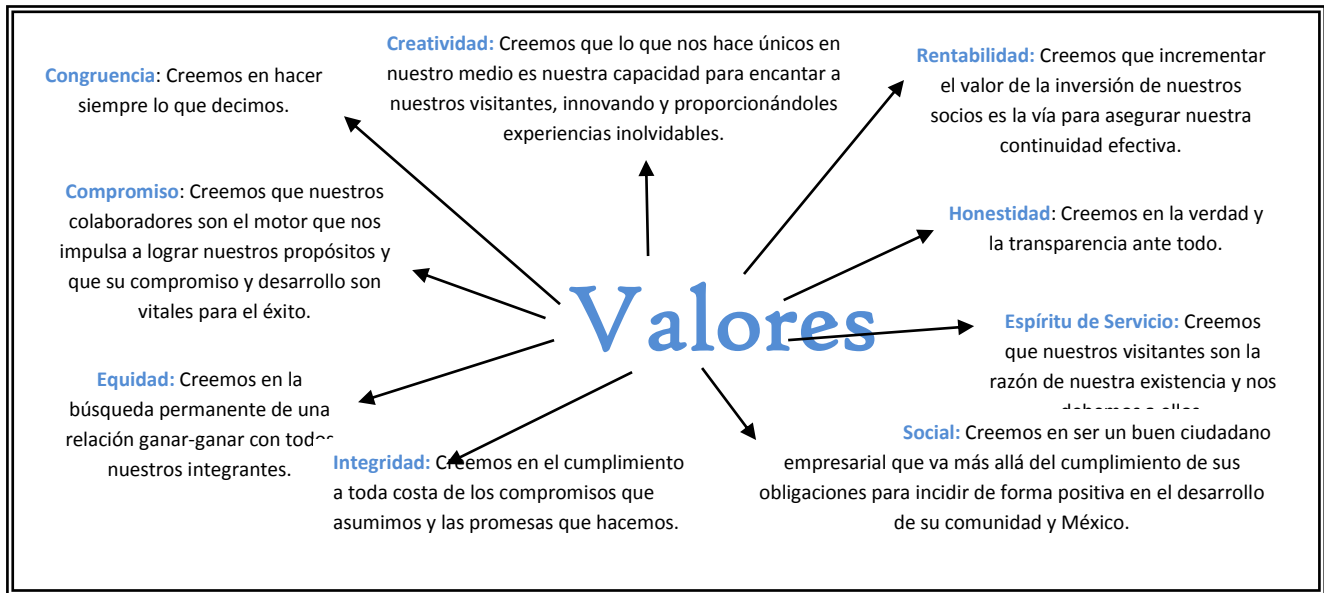 Creatividad: Creemos que lo que nos hace únicos en
nuestro medio es nuestra capacidad para encantar a
nuestros visitantes, innovando y proporcionándoles
experiencias inolvidables.
Congruencia: Creemos en hacer
siempre lo que decimos.
Rentabilidad: Creemos que incrementar
el valor de la inversión de nuestros
socios es la vía para asegurar nuestra
continuidad efectiva.
Compromiso: Creemos que nuestros
colaboradores son el motor que nos
impulsa a lograr nuestros propósitos y
que su compromiso y desarrollo son
vitales para el éxito.
Honestidad: Creemos en la verdad y
la transparencia ante todo.
Valores
Espíritu de Servicio: Creemos
que nuestros visitantes son la
razón de nuestra existencia y nos
debemos a ellos
Equidad: Creemos en la
búsqueda permanente de una
relación ganar-ganar con todos
nuestros integrantes.
Integridad: Creemos en el cumplimiento
a toda costa de los compromisos que
asumimos y las promesas que hacemos.
Social: Creemos en ser un buen ciudadano
empresarial que va más allá del cumplimiento de sus
obligaciones para incidir de forma positiva en el desarrollo
de su comunidad y México.